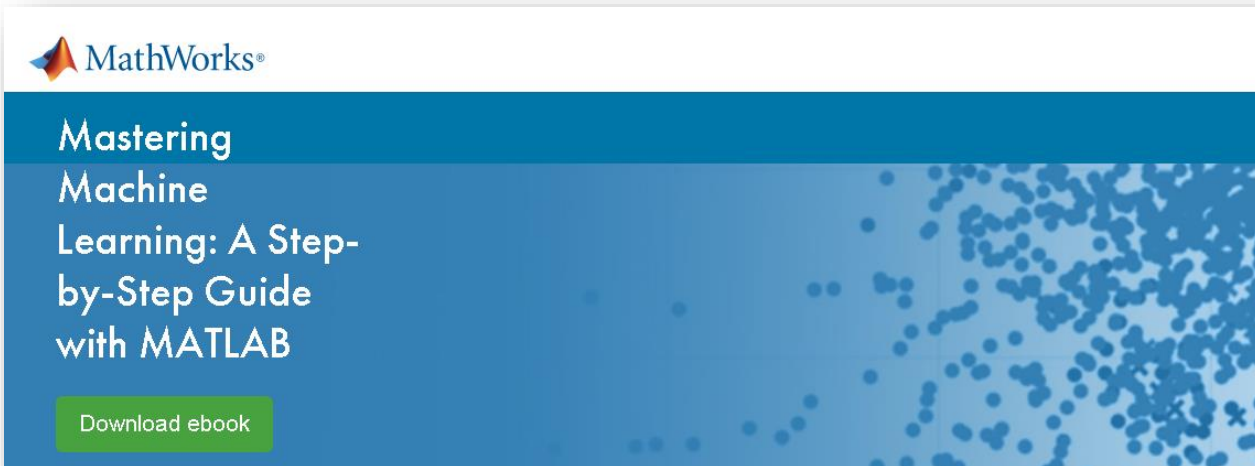 MathWorks®
Mastering
Machine
Learning: A Step-
by-Step Guide
with MATLAB
Download ebook